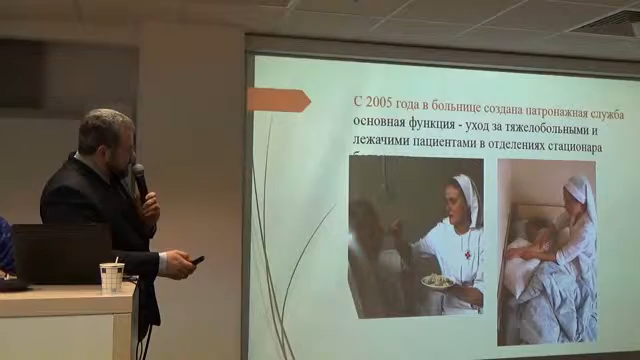 С 2005 года в больнице создана патронажная служба
основная функция - уход за тяжелобольными и
лежачими пациентами в отделениях стационара